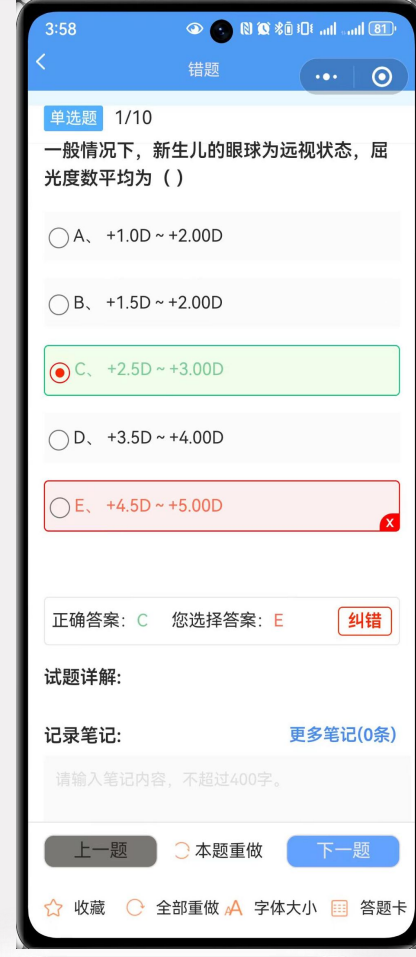 3:58
81
错题
单选题 1/10
一般情况下，新生儿的眼球为远视状态，屈
光度数平均为（ ）
A、 +1.0D ~ +2.00D
B、 +1.5D ~ +2.00D
C、 +2.5D ~ +3.00D
D、 +3.5D ~ +4.00D
E、 +4.5D ~ +5.00D
X
正确答案: C 您选择答案: E 纠错
试题详解:
记录笔记: 更多笔记(0条)
请输入笔记内容，不超过400字。
上一题 本题重做 下一题
收藏 全部重做 AA 字体大小 答题卡